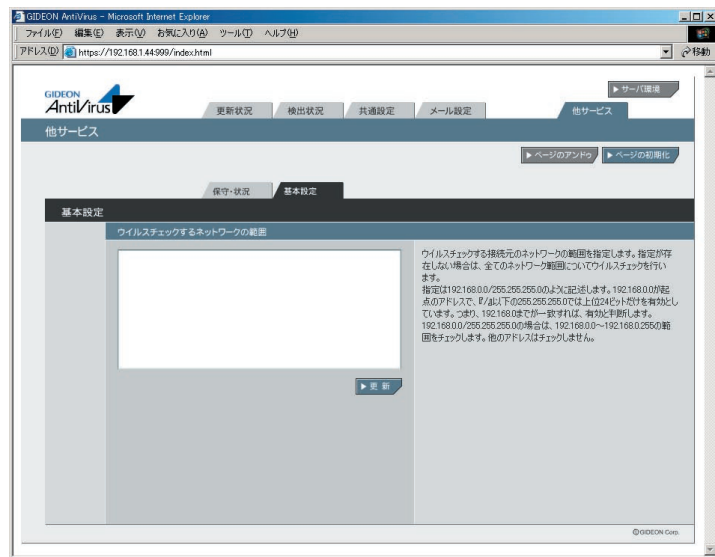 GIDEON AntiVirus - Microsoft Internet Explorer
ファイル(F) 編集(E) 表示(V) お気に入り(A) ツール(T) ヘルプ(H)
アドレス(D) https://192.168.1.44:999/index.html 移動
サーバ環境
GIDEON
AntiVirus
更新状況 検出状況 共通設定 メール設定 他サービス
他サービス
ページのアンドゥ ページの初期化
保守・状況 基本設定
基本設定
ウイルスチェックするネットワークの範囲
ウイルスチェックする接続元のネットワークの範囲を指定します。指定が存
在しない場合は、全てのネットワーク範囲についてウイルスチェックを行い
ます。
指定は192.168.0.0/255.255.255.0のように記述します。192.168.0.0が起
点のアドレスで、『/』以下の255.255.255.0では上位24ビットだけを有効とし
ています。つまり、192.168.0までが一致すれば、有効と判断します。
192.168.0.0/255.255.255.0の場合は、192.168.0.0～192.168.0.255の範
囲をチェックします。他のアドレスはチェックしません。
更 新
©GIDEON Corp.